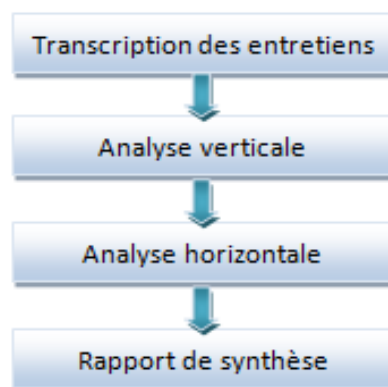 Transcription des entretiens
Analyse verticale
Analyse horizontale
Rapport de synthèse